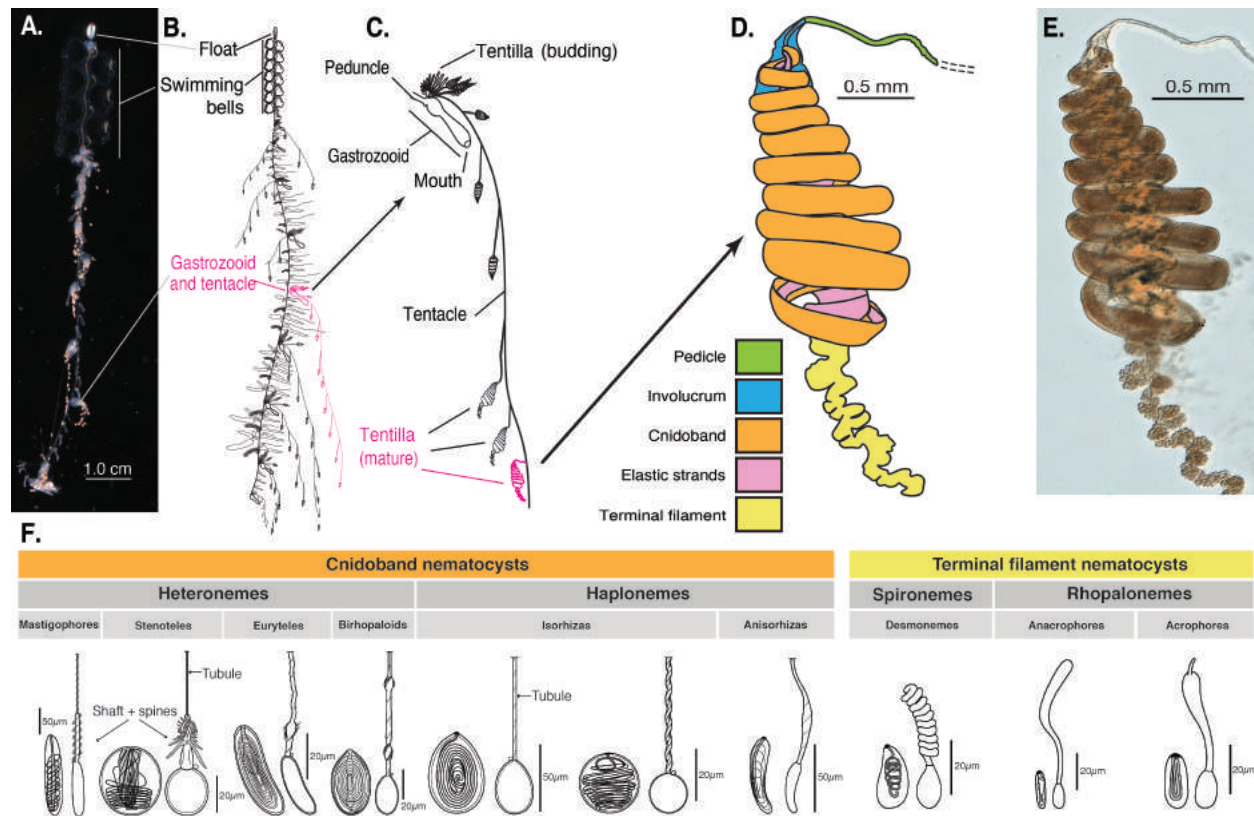 A.
B.
C.
D.
E.
Float
Swimming
bells
Gastrozooid
and tentacle
1.0 cm
Tentilla (budding)
Peduncle
Gastrozooid
Mouth
Tentacle
Tentilla
(mature)
0.5 mm
Pedicle
Involucrum
Cnidoband
Elastic strands
Terminal filament
0.5 mm
F.
Cnidoband nematocysts
Terminal filament nematocysts
Heteronemes
Haplonemes
Spironemes
Rhopalonemes
Mastigophores
Stenoteles
Euryteles
Birhopaloids
Isorhizas
Anisorhizas
Desmonemes
Anacrophores
Acrophores
Tubule
Tubule
Shaft + spines
50µm
20µm
20µm
20µm
50µm
20µm
50µm
20µm
20µm
20µm